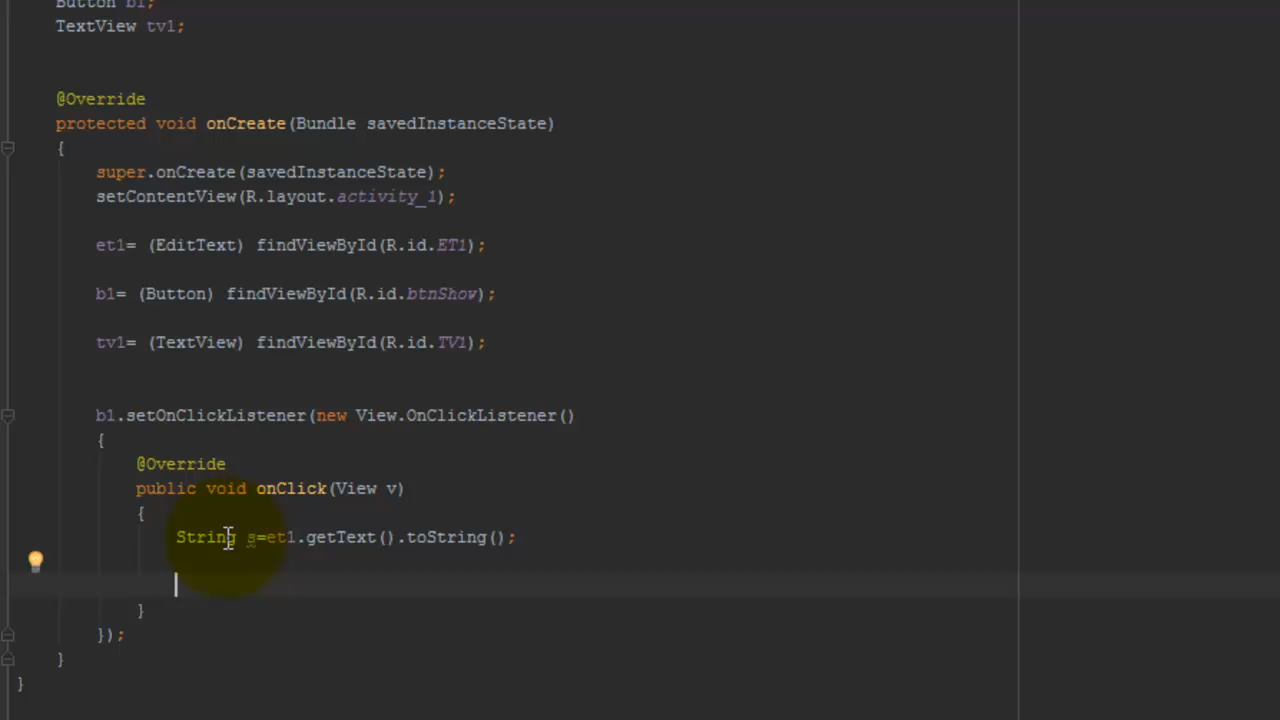 Button b1;
TextView tv1;
@Override
protected void onCreate(Bundle savedInstanceState)
{
super.onCreate(savedInstanceState);
setContentView(R.layout.activity_1);
et1= (EditText) findViewById(R.id.ET1);
b1= (Button) findViewById(R.id.btnShow);
tv1= (TextView) findViewById(R.id.TV1);
b1.setOnClickListener(new View.OnClickListener()
{
@Override
public void onClick(View v)
{
String s=et1.getText().toString();
}
});
}
}